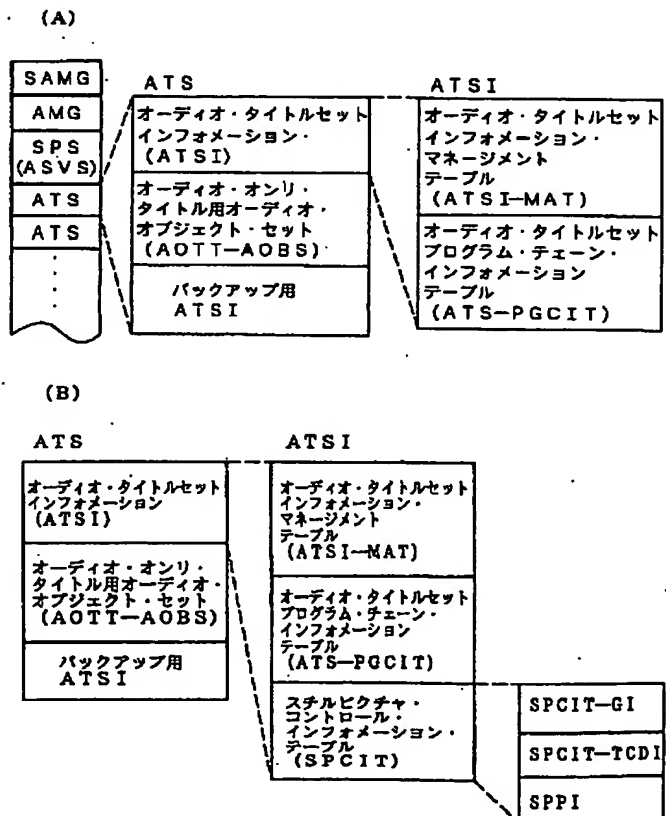 (A)
SAMG
AMG
SPS
(ASVS)
ATS
ATS
ATS
オーディオ・タイトルセット
インフォメーション・
(ATSI)
オーディオ・オンリ・
タイトル用オーディオ・
オブジェクト・セット
(AOTT－AOBS)
バックアップ用
ATSI
ATSI
オーディオ・タイトルセット
インフォメーション・
マネージメント
テーブル
(ATSI－MAT)
オーディオ・タイトルセット
プログラム・チェーン・
インフォメーション
テーブル
(ATS－PGCIT)
(B)
ATS
オーディオ・タイトルセット
インフォメーション
(ATSI)
オーディオ・オンリ・
タイトル用オーディオ・
オブジェクト・セット
(AOTT－AOBS)
バックアップ用
ATSI
ATSI
オーディオ・タイトルセット
インフォメーション・
マネージメント
テーブル
(ATSI－MAT)
オーディオ・タイトルセット
プログラム・チェーン・
インフォメーション
テーブル
(ATS－PGCIT)
スチルピクチャ・
コントロール・
インフォメーション・
テーブル
(SPCIT)
SPCIT－GI
SPCIT－TCDI
SPPI